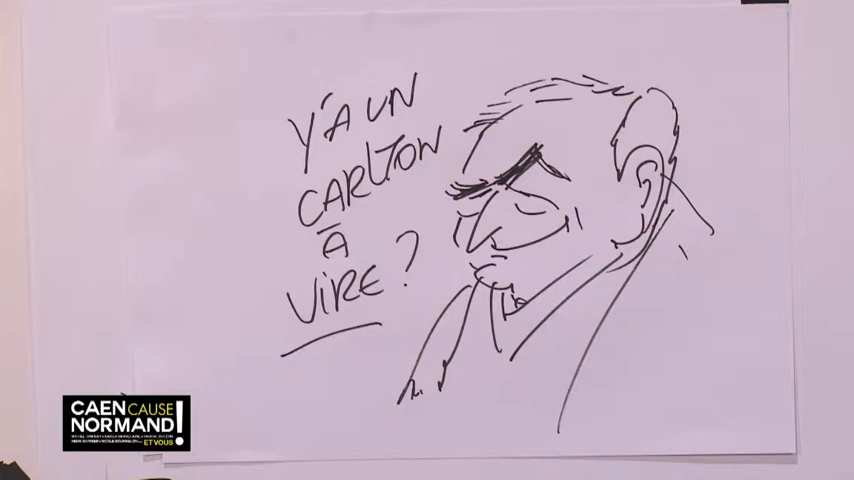 Y'A UN
CARLTON
À
VIRE ?
CAEN CAUSE
NORMAND!
ET VOUS